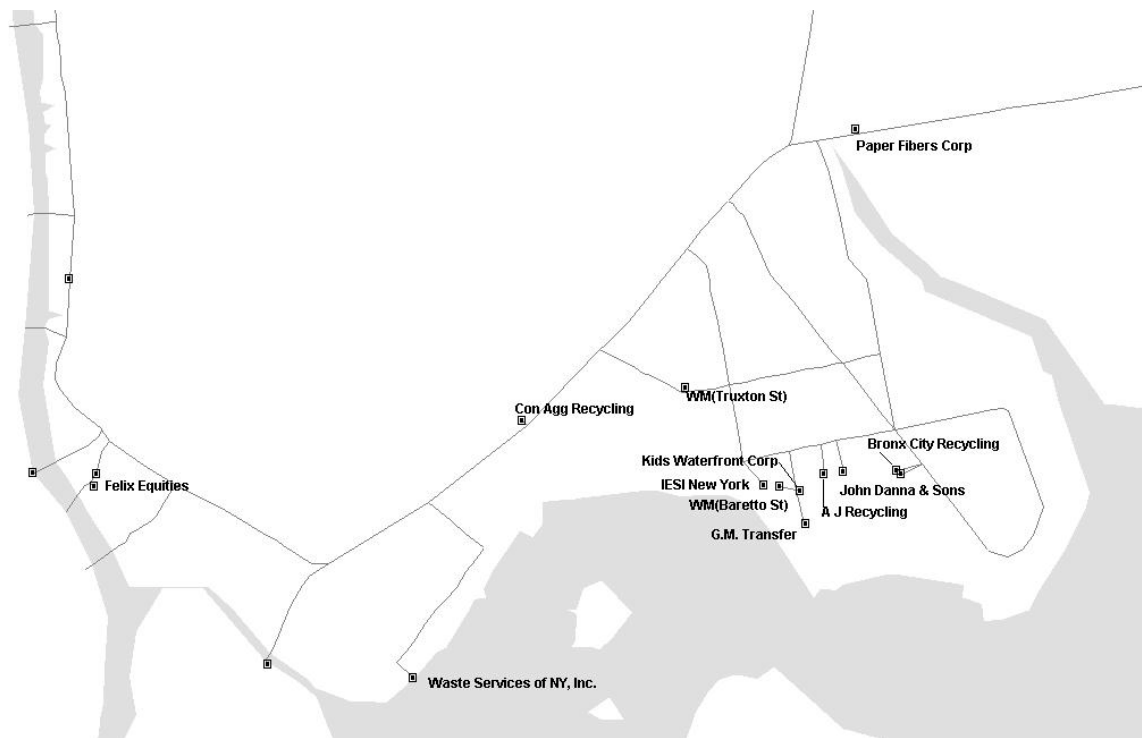 Paper Fibers Corp
WM(Truxton St)
Con Agg Recycling
Bronx City Recycling
Kids Waterfront Corp
Felix Equities
IESI New York
John Danna & Sons
WM(Baretto St)
A J Recycling
G.M. Transfer
Waste Services of NY, Inc.